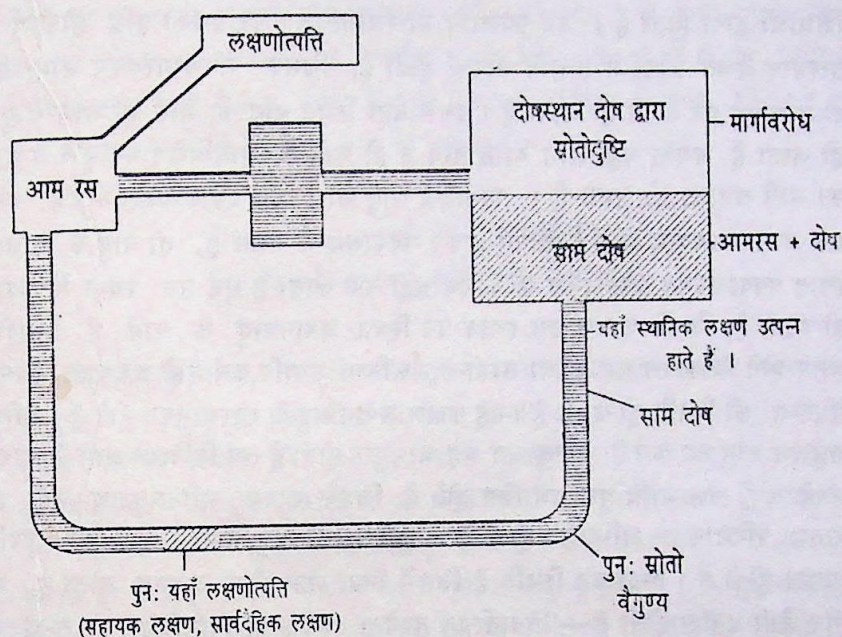 लक्षणोत्पत्ति
आम रस
दोषस्थान दोष द्वारा
स्रोतोदुष्टि
मार्गावरोध
साम दोष
आमरस + दोष
यहाँ स्थानिक लक्षण उत्पन्न
हाते हैं ।
साम दोष
पुनः स्रोतो
वैगुण्य
पुनः यहाँ लक्षणोत्पत्ति
(सहायक लक्षण, सार्वदैहिक लक्षण)